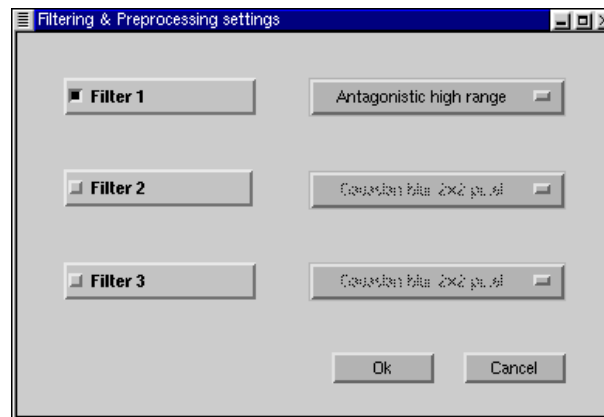 Filtering & Preprocessing settings
Filter 1 Antagonistic high range
Filter 2 Gaussian blur 2x2 pixel
Filter 3 Gaussian blur 2x2 pixel
Ok Cancel